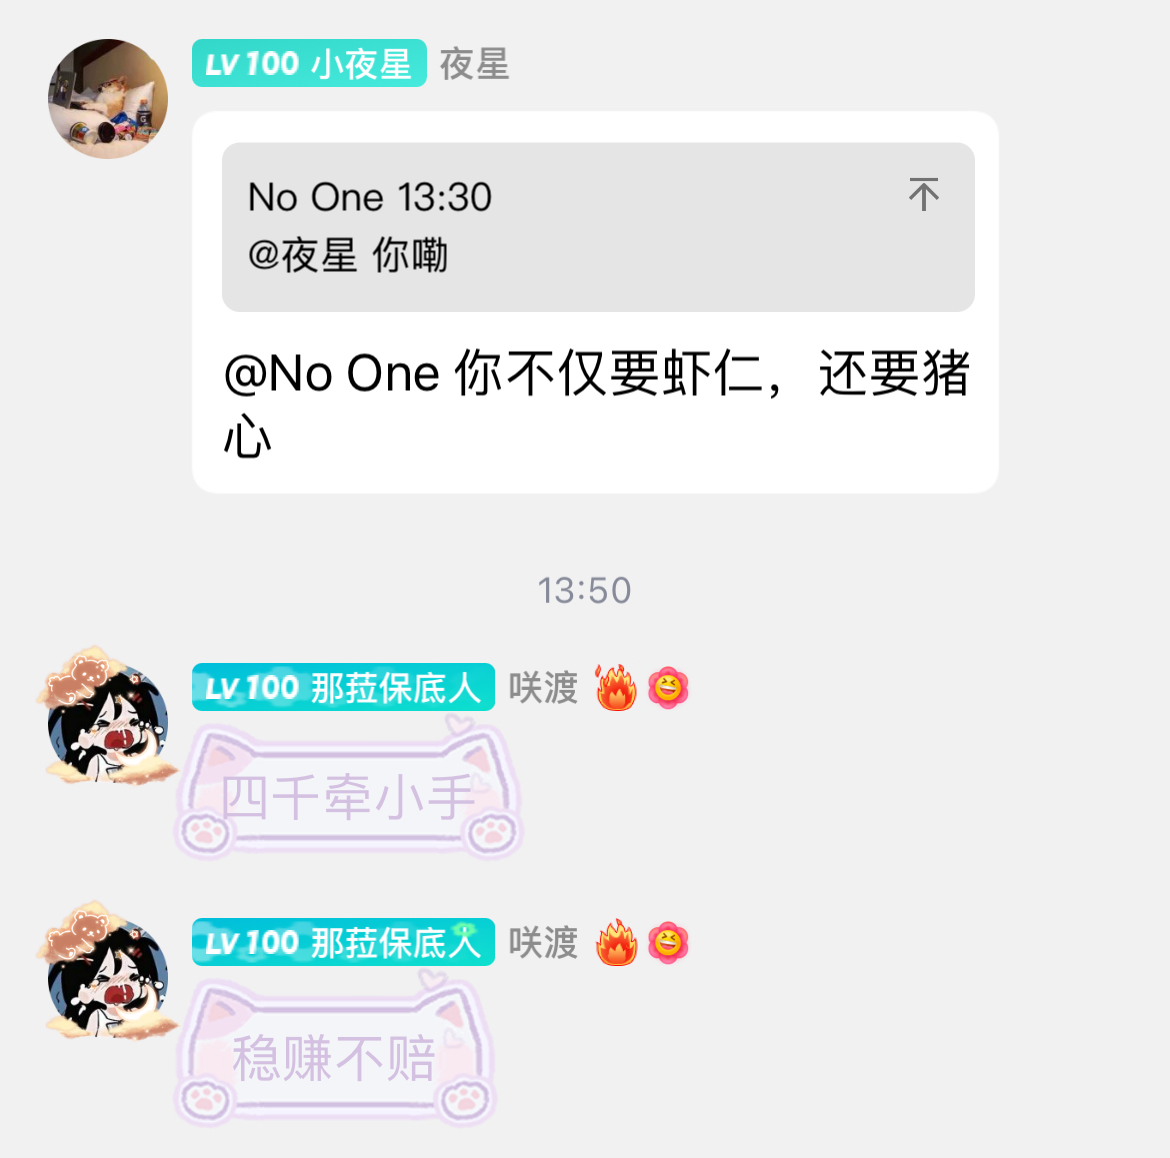 LV 100 小夜星 夜星
No One 13:30
@夜星 你嘞
@No One 你不仅要虾仁，还要猪
心
13:50
LV 100 那菈保底人 咲渡
四千牵小手
LV 100 那菈保底人 咲渡
稳赚不赔